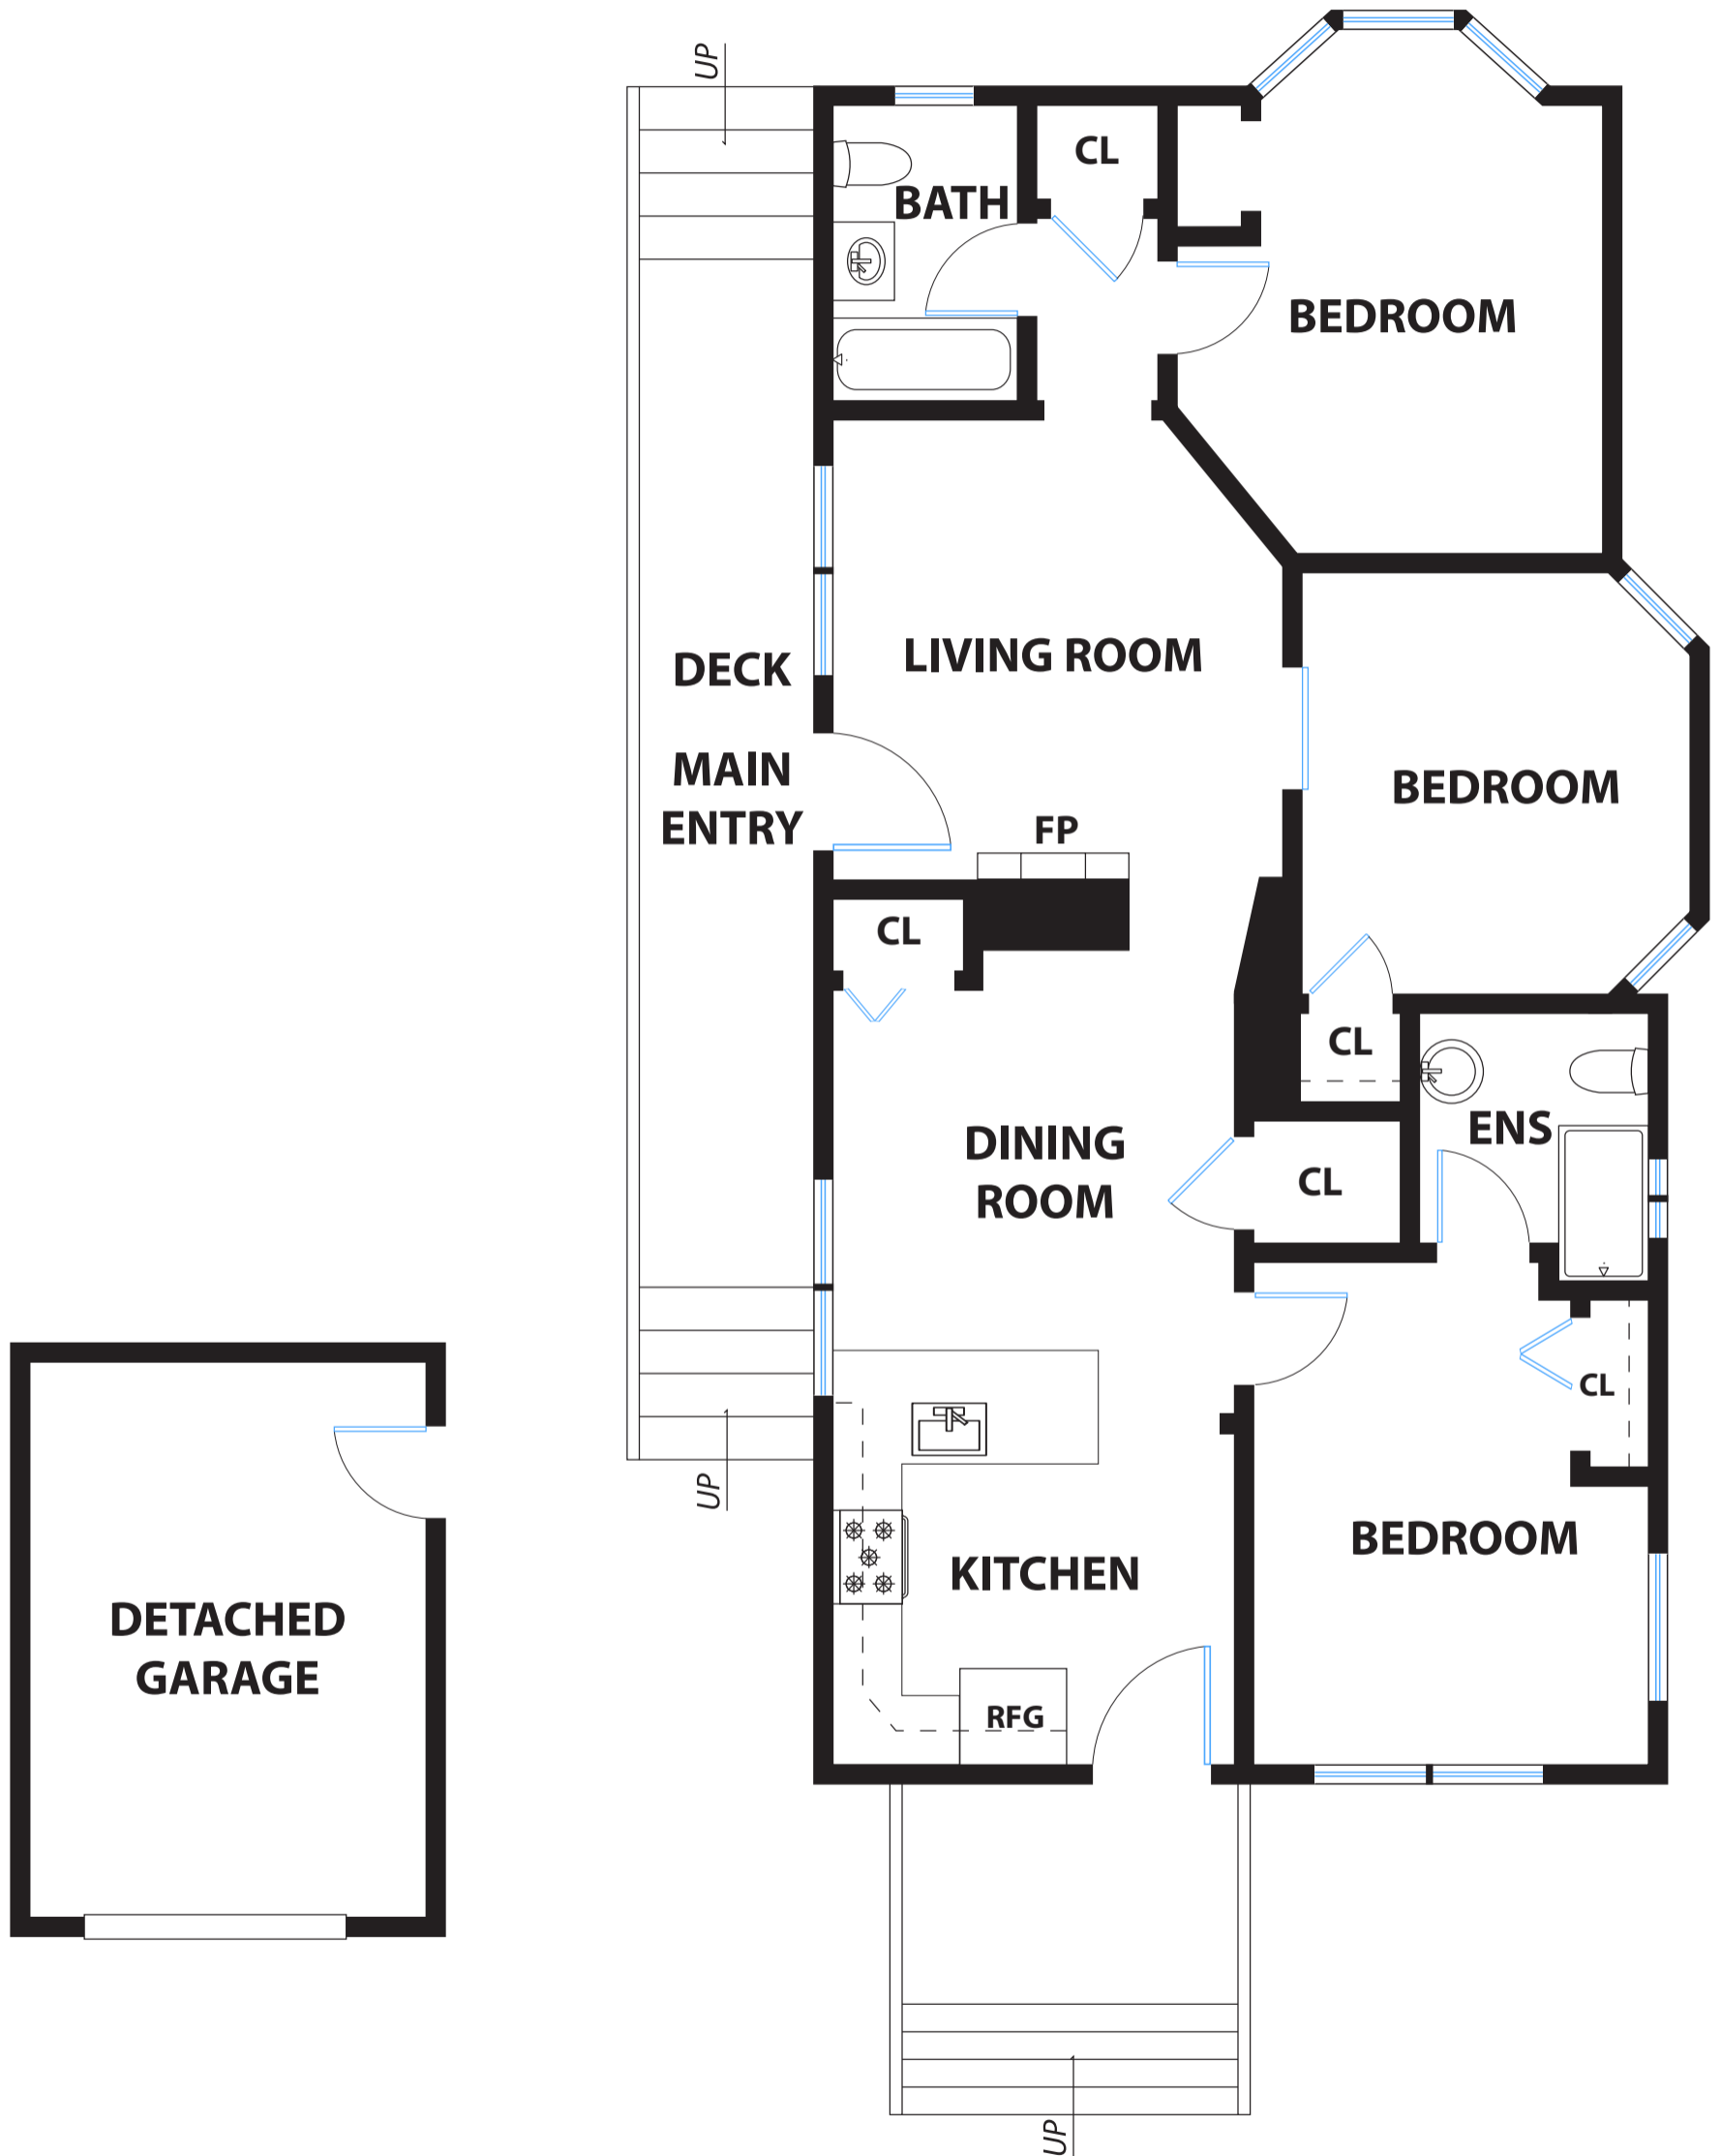 UP
CL
BATH
BEDROOM
LIVING ROOM
DECK
MAIN
ENTRY
BEDROOM
FP
CL
CL
ENS
DINING
ROOM
CL
CL
UP
BEDROOM
KITCHEN
DETACHED
GARAGE
RFG
UP